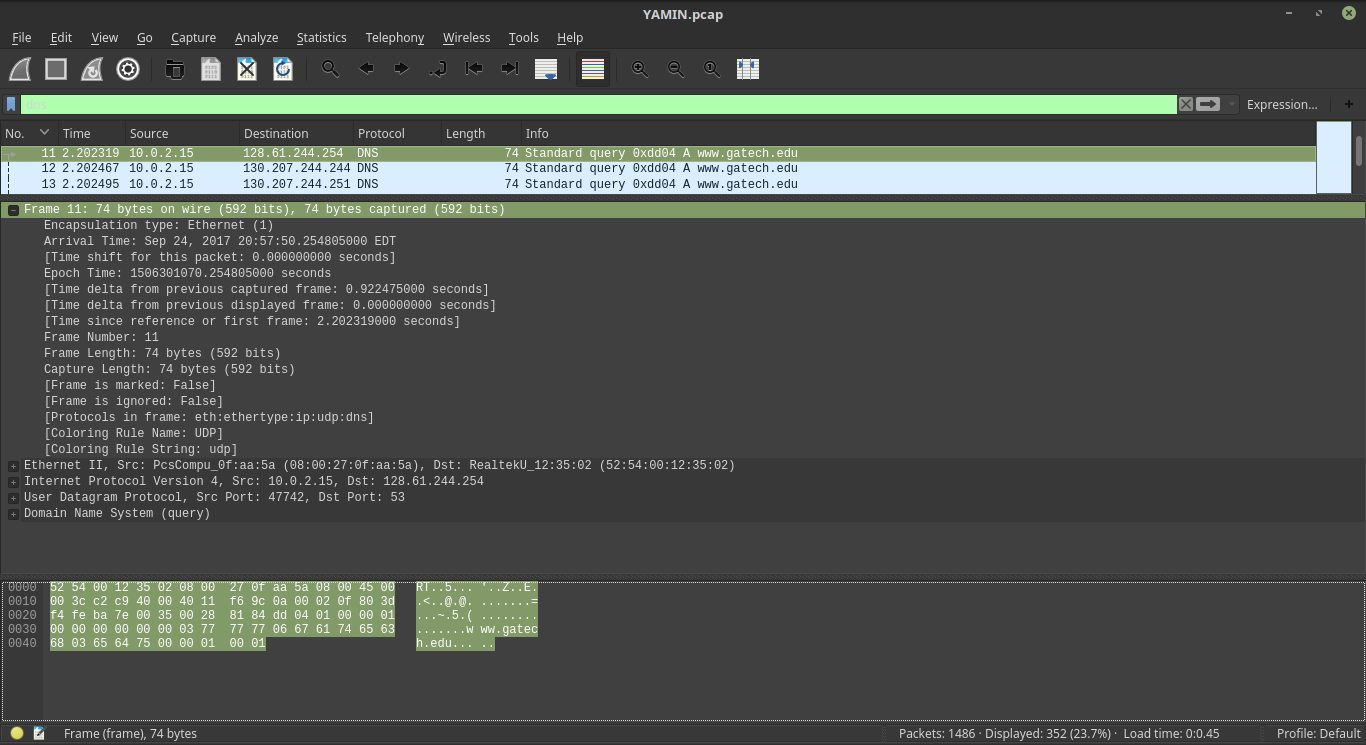 YAMIN.pcap
File Edit View Go Capture Analyze Statistics Telephony Wireless Tools Help
dns Expression... +
No. Time Source Destination Protocol Length Info
11 2.202319 10.0.2.15 128.61.244.254 DNS 74 Standard query 0xdd04 A www.gatech.edu
12 2.202467 10.0.2.15 130.207.244.244 DNS 74 Standard query 0xdd04 A www.gatech.edu
13 2.202495 10.0.2.15 130.207.244.251 DNS 74 Standard query 0xdd04 A www.gatech.edu
Frame 11: 74 bytes on wire (592 bits), 74 bytes captured (592 bits)
Encapsulation type: Ethernet (1)
Arrival Time: Sep 24, 2017 20:57:50.254805000 EDT
[Time shift for this packet: 0.000000000 seconds]
Epoch Time: 1506301070.254805000 seconds
[Time delta from previous captured frame: 0.922475000 seconds]
[Time delta from previous displayed frame: 0.000000000 seconds]
[Time since reference or first frame: 2.202319000 seconds]
Frame Number: 11
Frame Length: 74 bytes (592 bits)
Capture Length: 74 bytes (592 bits)
[Frame is marked: False]
[Frame is ignored: False]
[Protocols in frame: eth:ethertype:ip:udp:dns]
[Coloring Rule Name: UDP]
[Coloring Rule String: udp]
Ethernet II, Src: PcsCompu_0f:aa:5a (08:00:27:0f:aa:5a), Dst: RealtekU_12:35:02 (52:54:00:12:35:02)
Internet Protocol Version 4, Src: 10.0.2.15, Dst: 128.61.244.254
User Datagram Protocol, Src Port: 47742, Dst Port: 53
Domain Name System (query)
0000 52 54 00 12 35 02 08 00 27 0f aa 5a 08 00 45 00 RT..5... '..Z..E.
0010 00 3c c2 c9 40 00 40 11 f6 9c 0a 00 02 0f 80 3d .<..@.@. .......=
0020 f4 fe ba 7e 00 35 00 28 81 84 dd 04 01 00 00 01 ...~.5.( ........
0030 00 00 00 00 00 00 03 77 77 77 06 67 61 74 65 63 .......w ww.gatec
0040 68 03 65 64 75 00 00 01 00 01 h.edu... ..
Frame (frame), 74 bytes Packets: 1486 · Displayed: 352 (23.7%) · Load time: 0:0.45 Profile: Default